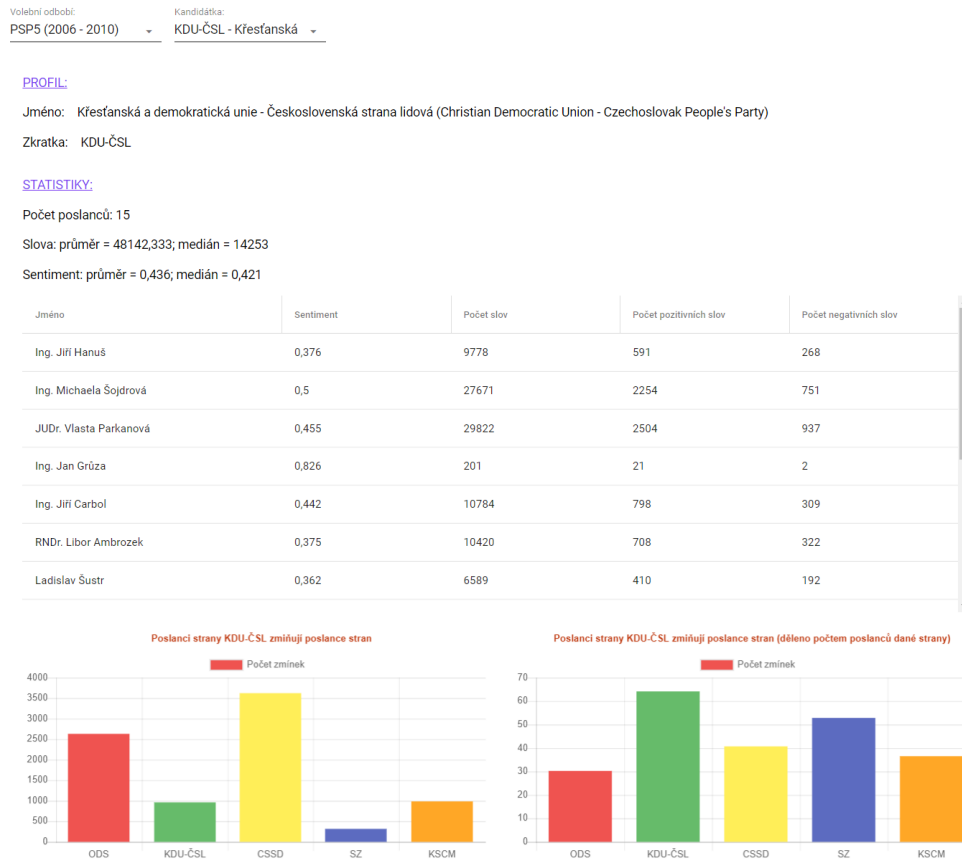 Volební odbobí: Kandidátka:
PSP5 (2006 - 2010) KDU-ČSL - Křesťanská
PROFIL:
Jméno: Křesťanská a demokratická unie - Československá strana lidová (Christian Democratic Union - Czechoslovak People's Party)
Zkratka: KDU-ČSL
STATISTIKY:
Počet poslanců: 15
Slova: průměr = 48142,333; medián = 14253
Sentiment: průměr = 0,436; medián = 0,421
Jméno Sentiment Počet slov Počet pozitivních slov Počet negativních slov
Ing. Jiří Hanuš 0,376 9778 591 268
Ing. Michaela Šojdrová 0,5 27671 2254 751
JUDr. Vlasta Parkanová 0,455 29822 2504 937
Ing. Jan Grůza 0,826 201 21 2
Ing. Jiří Carbol 0,442 10784 798 309
RNDr. Libor Ambrozek 0,375 10420 708 322
Ladislav Šustr 0,362 6589 410 192
Poslanci strany KDU-ČSL zmiňují poslance stran
Počet zmínek
4000
3500
3000
2500
2000
1500
1000
500
0
ODS KDU-ČSL CSSD SZ KSCM
Poslanci strany KDU-ČSL zmiňují poslance stran (děleno počtem poslanců dané strany)
Počet zmínek
70
60
50
40
30
20
10
0
ODS KDU-ČSL CSSD SZ KSCM